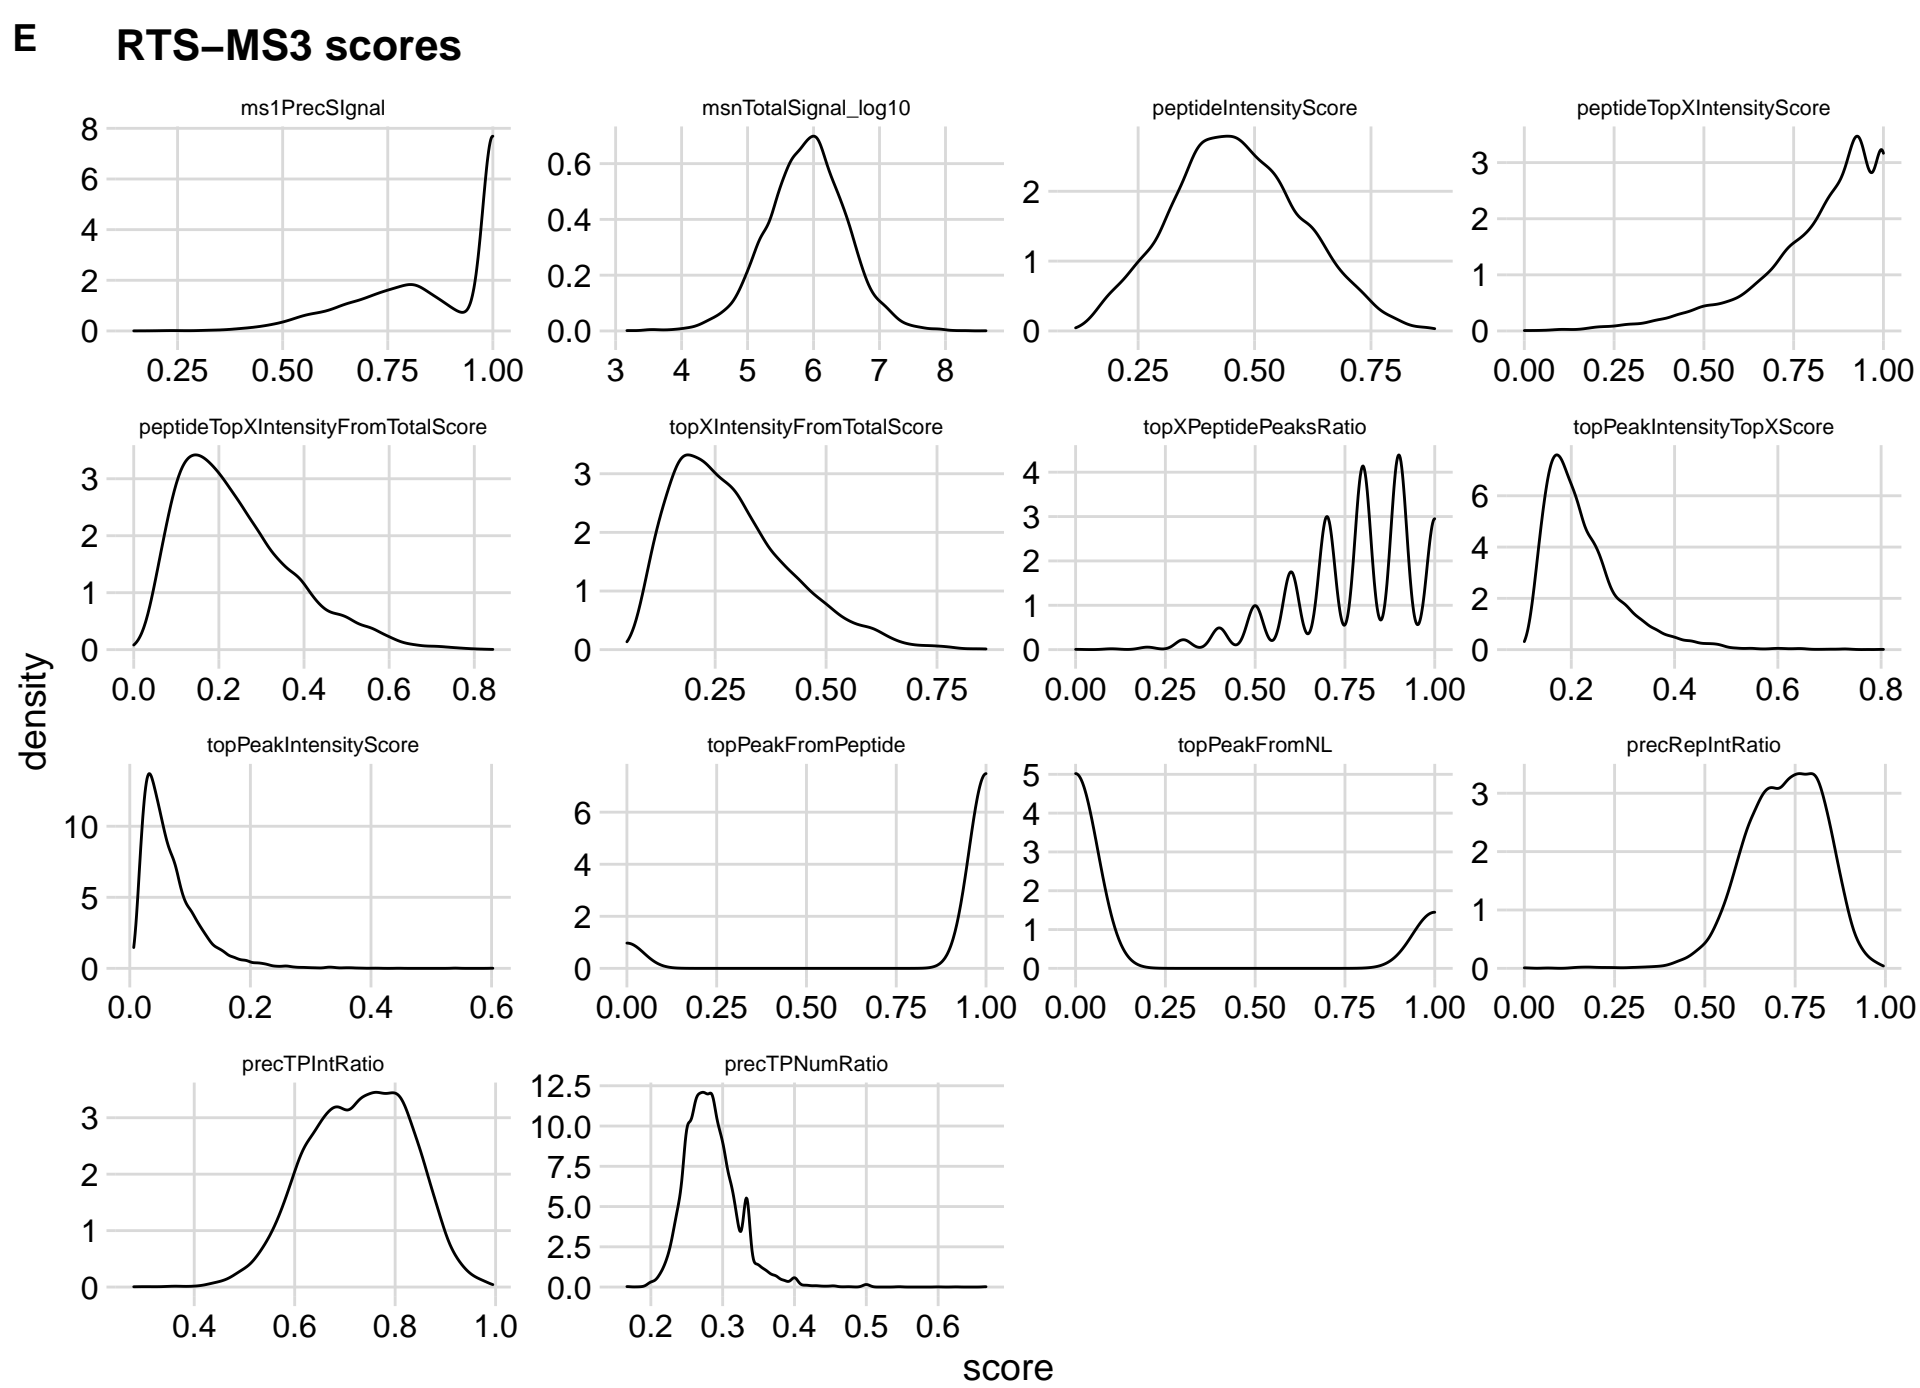 E RTS−MS3 scores
ms1PrecSIgnal msnTotalSignal_log10 peptideIntensityScore peptideTopXIntensityScore
8 6 4 2 0
0.6 0.4 0.2 0.0
2 1 0
3 2 1 0
0.25 0.50 0.75 1.00 3 4 5 6 7 8 0.25 0.50 0.75 0.00 0.25 0.50 0.75 1.00
peptideTopXIntensityFromTotalScore topXIntensityFromTotalScore topXPeptidePeaksRatio topPeakIntensityTopXScore
3 2 1 0
3 2 1 0
4 3 2 1 0
6 4 2 0
0.0 0.2 0.4 0.6 0.8 0.25 0.50 0.75 0.00 0.25 0.50 0.75 1.00 0.2 0.4 0.6 0.8
density
topPeakIntensityScore topPeakFromPeptide topPeakFromNL precRepIntRatio
10 5 0
6 4 2 0
5 4 3 2 1 0
3 2 1 0
0.0 0.2 0.4 0.6 0.00 0.25 0.50 0.75 1.00 0.00 0.25 0.50 0.75 1.00 0.00 0.25 0.50 0.75 1.00
precTPIntRatio precTPNumRatio
3 2 1 0
12.5 10.0 7.5 5.0 2.5 0.0
0.4 0.6 0.8 1.0 0.2 0.3 0.4 0.5 0.6
score